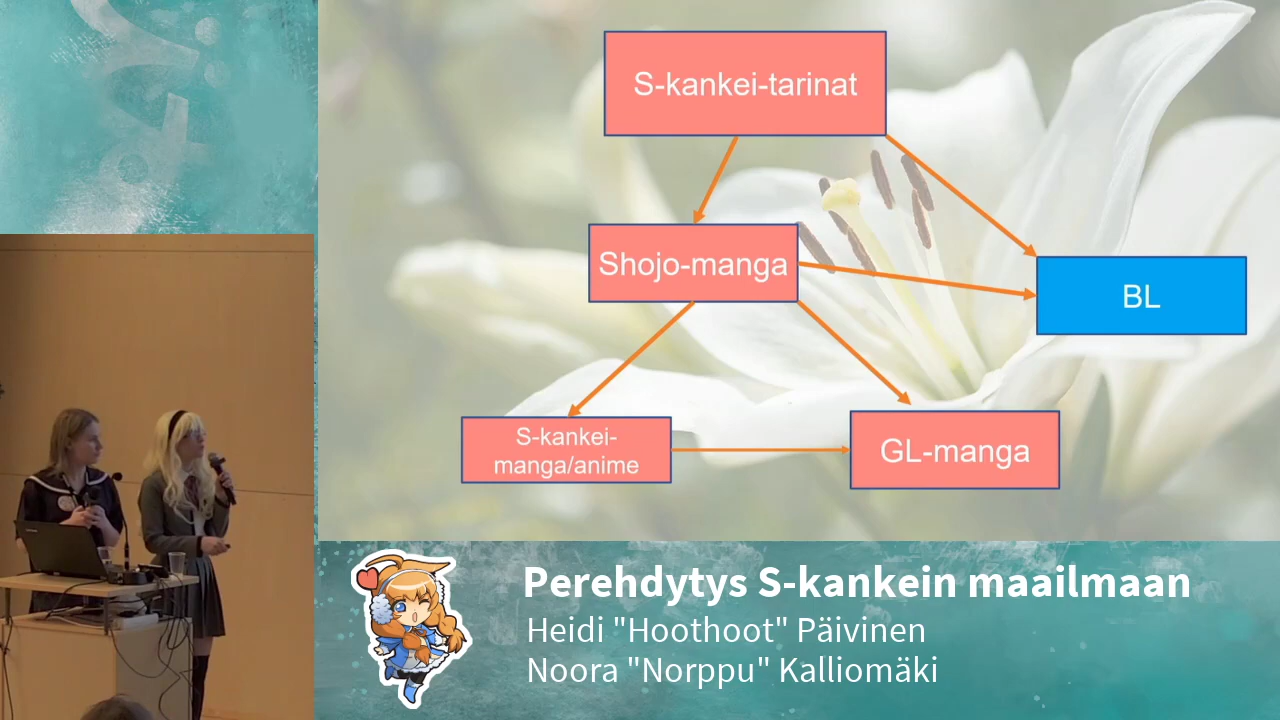 S-kankei-tarinat
Shojo-manga
BL
S-kankei-
manga/anime
GL-manga
Perehdytys S-kankein maailmaan
Heidi "Hoothoot" Päivinen
Noora "Norppu" Kalliomäki